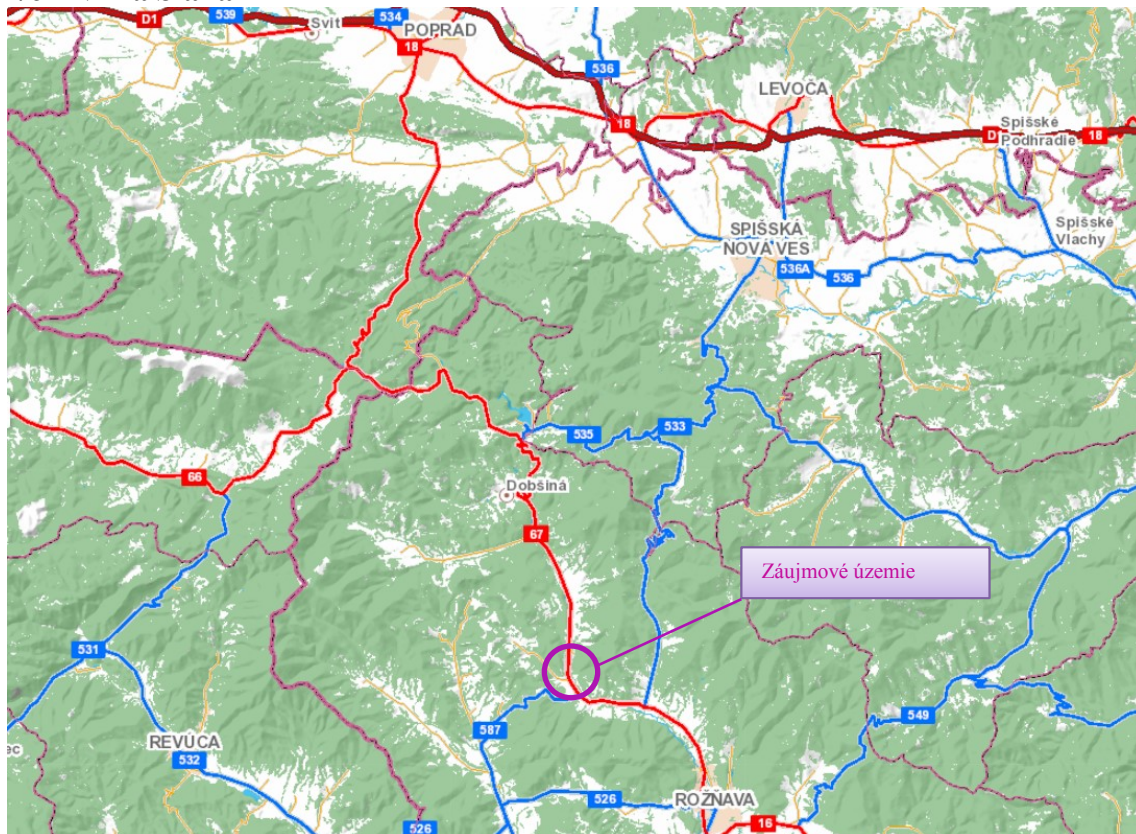 D1
539
Svit
534
POPRAD
18
536
LEVOČA
18
Spišské
Podhradie
18
SPIŠSKÁ
NOVÁ VES
Spišské
Vlachy
536A
536
535
533
66
Dobšiná
67
Záujmové územie
531
587
549
REVÚCA
532
526
ROŽŇAVA
526
16